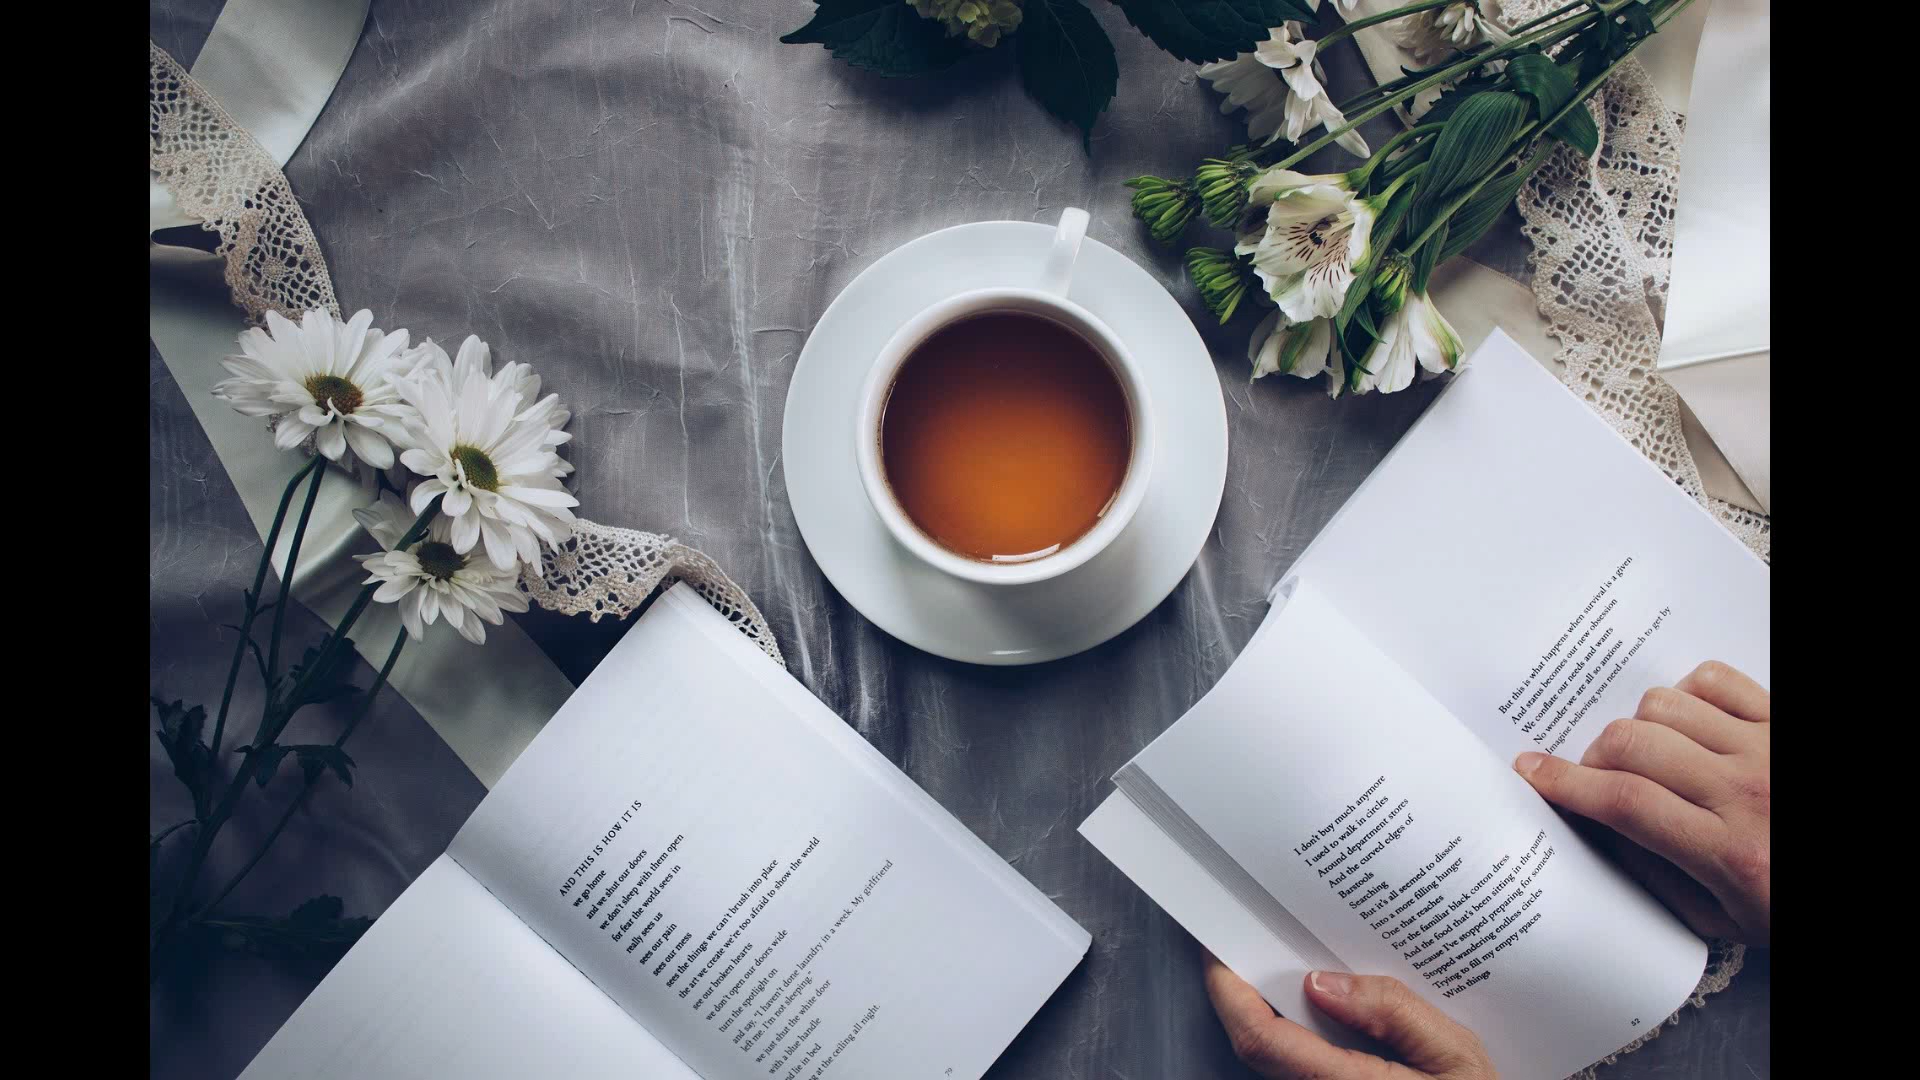 AND THIS IS HOW IT IS
we go home
and we shut our doors
we don't sleep with them open
for fear the world sees in
really sees us
sees our pain
sees our mess
sees the things we can't brush into place
the art we create we're too afraid to show the world
see our broken hearts
we don't open our doors wide
turn the spotlight on
and say, "I haven't done laundry in a week. My girlfriend
left me. I'm not sleeping."
we just shut the white door
with a blue handle
and lie in bed
at the ceiling all night.
79
I don't buy much anymore
I used to walk in circles
Around department stores
And the curved edges of
Barstools
Searching
But it's all seemed to dissolve
Into a more filling hunger
One that reaches
For the familiar black cotton dress
And the food that's been sitting in the pantry
Because I've stopped preparing for someday
Stopped wandering endless circles
Trying to fill my empty spaces
With things
82
But this is what happens when survival is a given
And status becomes our new obsession
We conflate our needs and wants
No wonder we are all so anxious
Imagine believing you need so much to get by